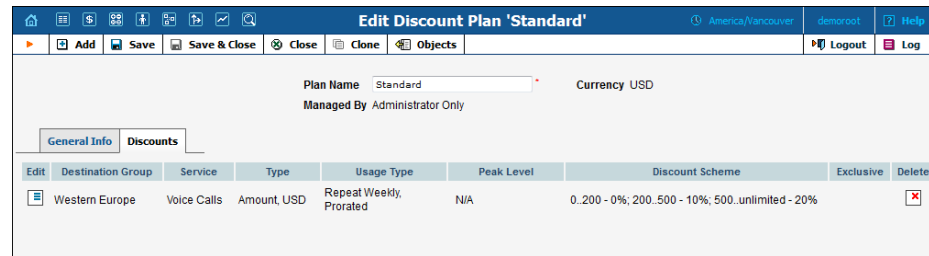 Edit Discount Plan 'Standard' America/Vancouver demoroot ? Help
Add Save Save & Close Close Clone Objects Logout Log
Plan Name Standard * Currency USD
Managed By Administrator Only
General Info Discounts
Edit Destination Group Service Type Usage Type Peak Level Discount Scheme Exclusive Delete
Western Europe Voice Calls Amount, USD Repeat Weekly, Prorated N/A 0..200 - 0%; 200..500 - 10%; 500..unlimited - 20%